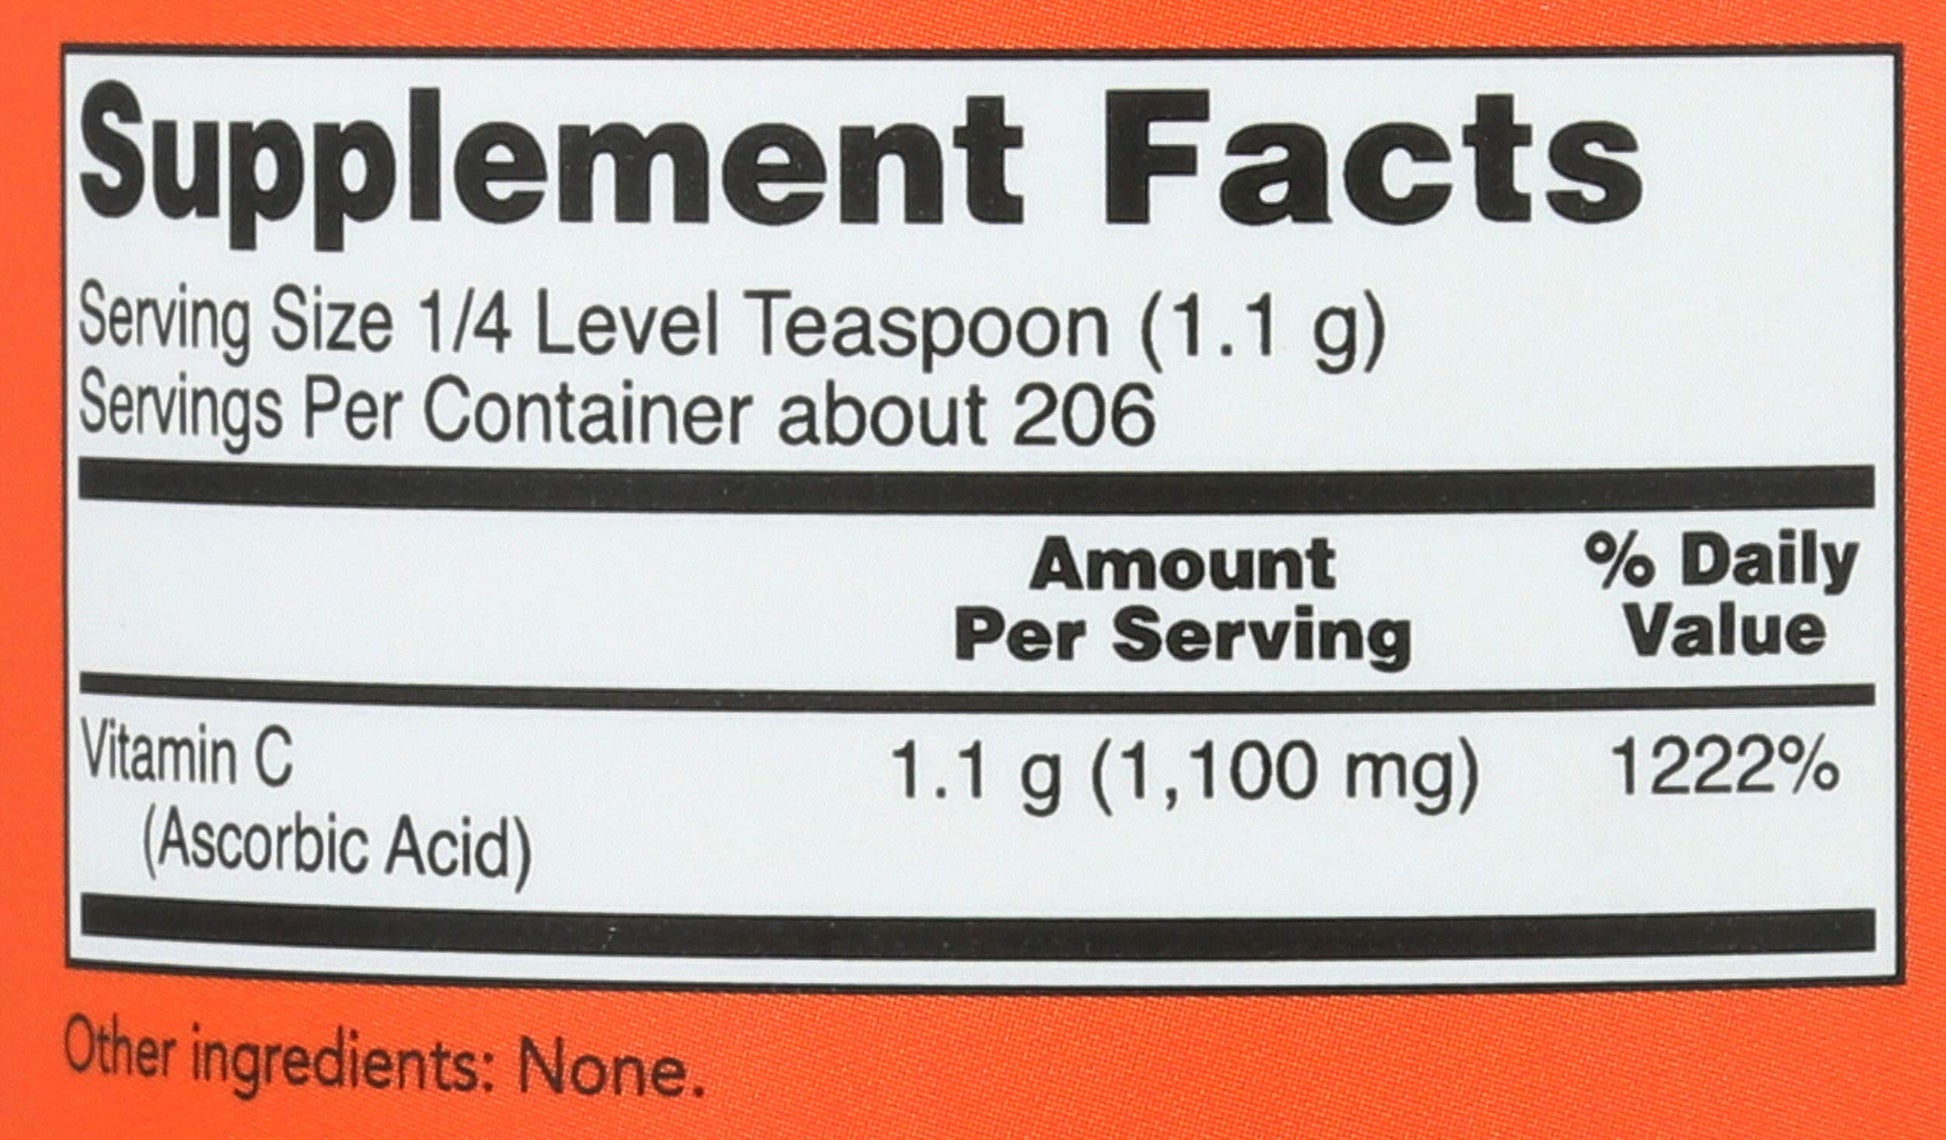 Supplement Facts
Serving Size 1/4 Level Teaspoon (1.1 g)
Servings Per Container about 206
Amount Per Serving
% Daily Value
Vitamin C 1.1 g (1,100 mg) 1222%
(Ascorbic Acid)
Other ingredients: None.